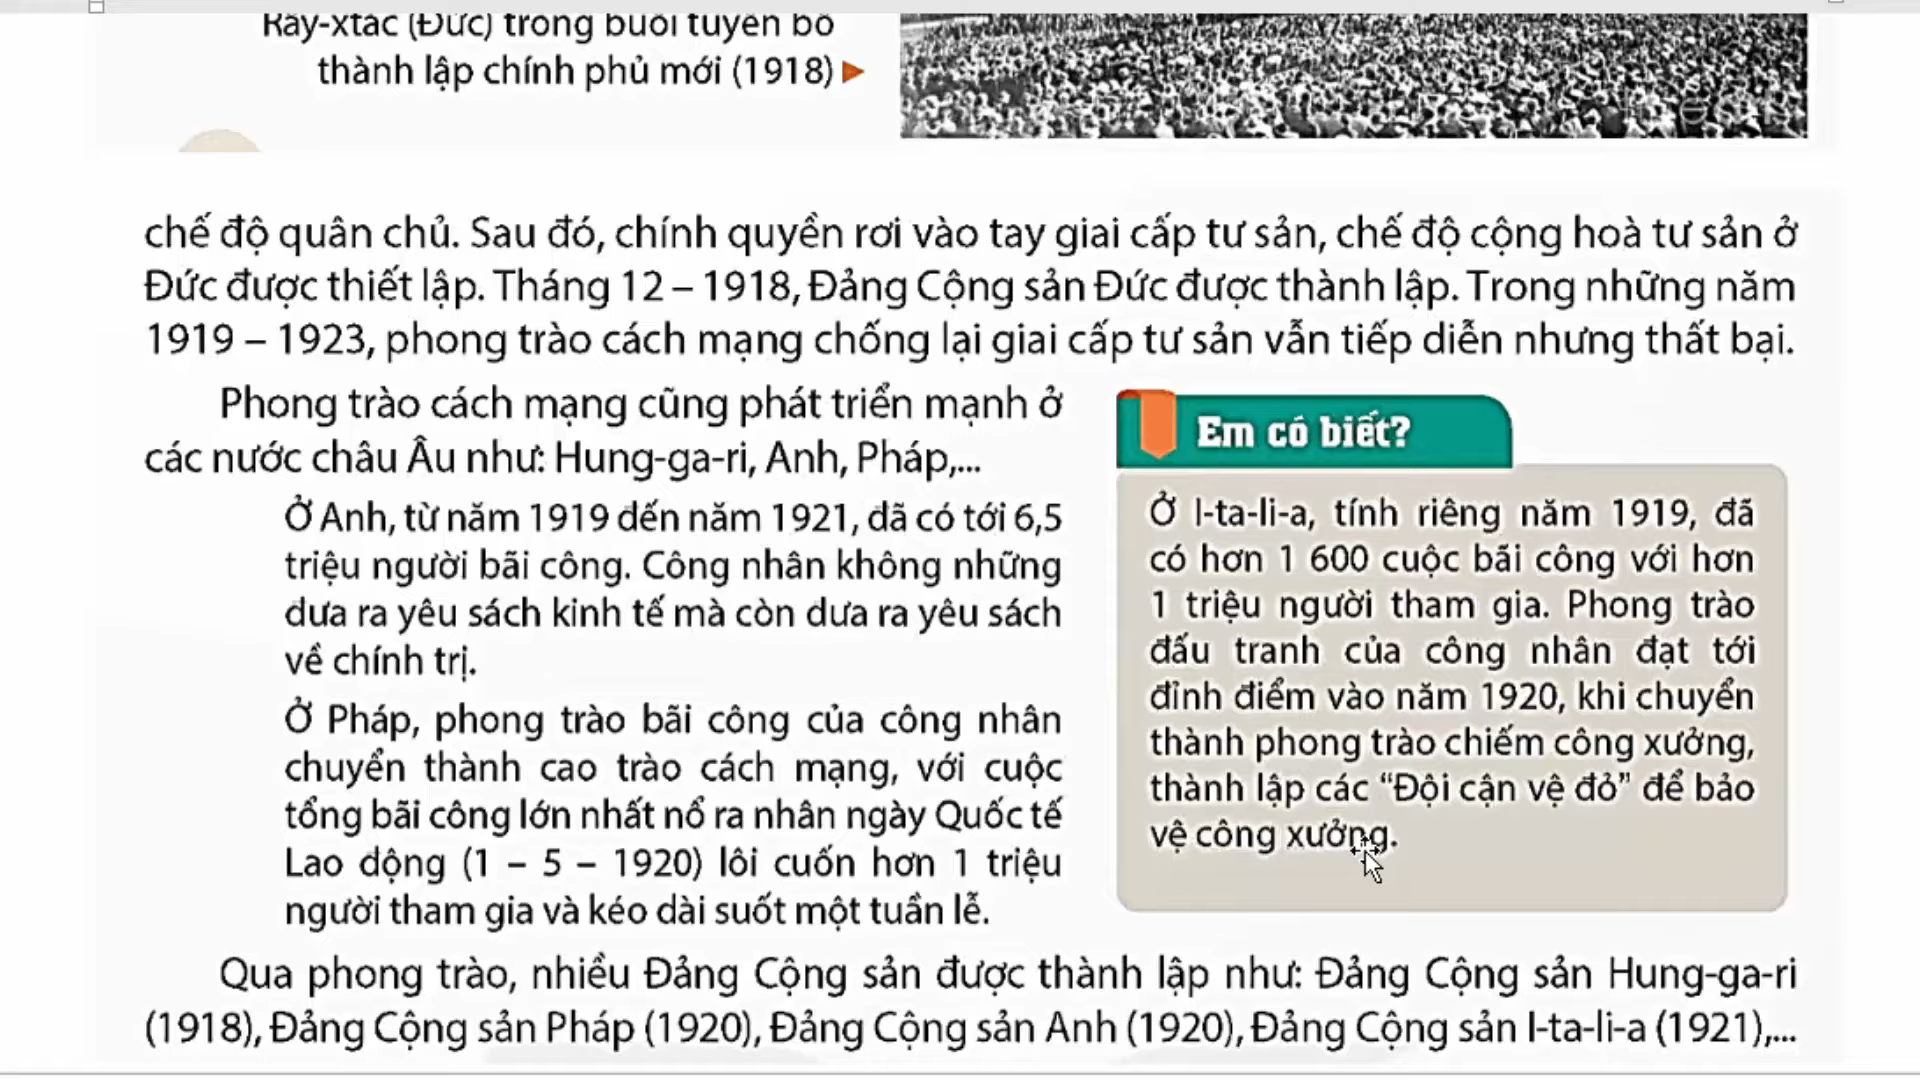 Ray-xtác (Đức) trong buổi tuyên bố
thành lập chính phủ mới (1918)
chế độ quân chủ. Sau đó, chính quyền rơi vào tay giai cấp tư sản, chế độ cộng hoà tư sản ở
Đức được thiết lập. Tháng 12 – 1918, Đảng Cộng sản Đức được thành lập. Trong những năm
1919 – 1923, phong trào cách mạng chống lại giai cấp tư sản vẫn tiếp diễn nhưng thất bại.
Phong trào cách mạng cũng phát triển mạnh ở
các nước châu Âu như: Hung-ga-ri, Anh, Pháp,...
Ở Anh, từ năm 1919 đến năm 1921, đã có tới 6,5
triệu người bãi công. Công nhân không những
đưa ra yêu sách kinh tế mà còn đưa ra yêu sách
về chính trị.
Ở Pháp, phong trào bãi công của công nhân
chuyển thành cao trào cách mạng, với cuộc
tổng bãi công lớn nhất nổ ra nhân ngày Quốc tế
Lao động (1 – 5 – 1920) lôi cuốn hơn 1 triệu
người tham gia và kéo dài suốt một tuần lễ.
Em có biết?
Ở I-ta-li-a, tính riêng năm 1919, đã
có hơn 1 600 cuộc bãi công với hơn
1 triệu người tham gia. Phong trào
đấu tranh của công nhân đạt tới
đỉnh điểm vào năm 1920, khi chuyển
thành phong trào chiếm công xưởng,
thành lập các “Đội cận vệ đỏ” để bảo
vệ công xưởng.
Qua phong trào, nhiều Đảng Cộng sản được thành lập như: Đảng Cộng sản Hung-ga-ri
(1918), Đảng Cộng sản Pháp (1920), Đảng Cộng sản Anh (1920), Đảng Cộng sản I-ta-li-a (1921),...